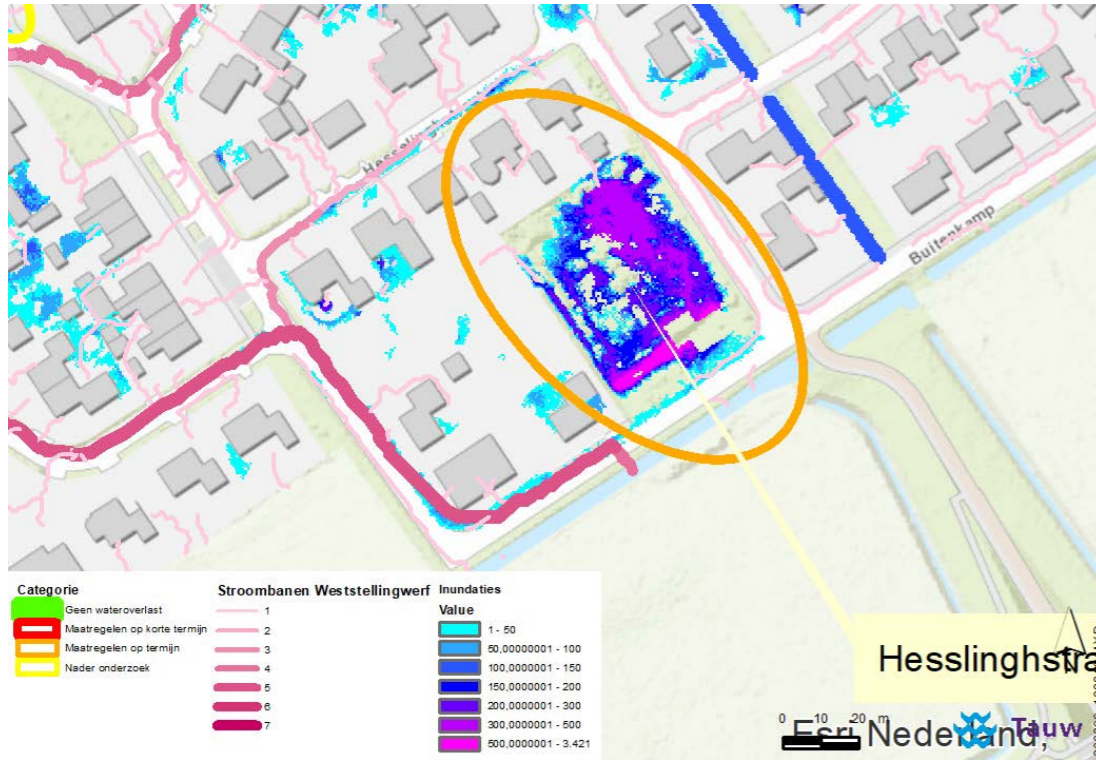 Hesselingh
Buitenkamp
Categorie
Geen wateroverlast
Maatregelen op korte termijn
Maatregelen op termijn
Nader onderzoek
Stroombanen Weststellingwerf
1
2
3
4
5
6
7
Inundaties
Value
1 - 50
50,00000001 - 100
100,0000001 - 150
150,0000001 - 200
200,0000001 - 300
300,0000001 - 500
500,0000001 - 3.421
Hesslinghstra
0 10 20 m
Esri Nederland,
Tauw